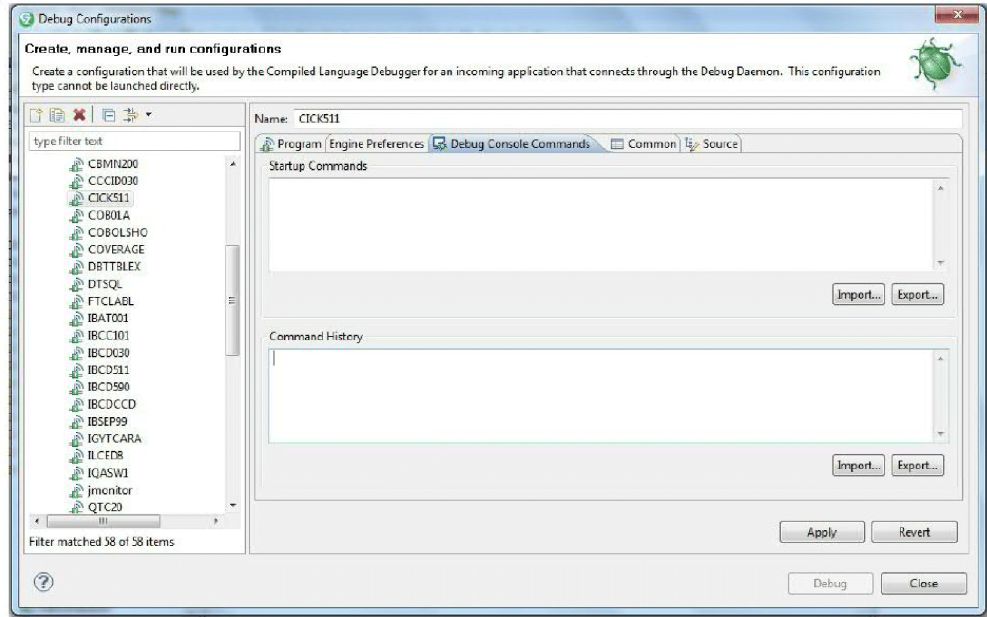 Debug Configurations
Create, manage, and run configurations
Create a configuration that will be used by the Compiled Language Debugger for an incoming application that connects through the Debug Daemon. This configuration
type cannot be launched directly.
type filter text
CBMN200
CCCID030
CICK511
COB01A
COBOLSHO
COVERAGE
DBTTBLEX
DTSQL
FTCLABL
IBAT001
IBCC101
IBCD030
IBCD511
IBCD590
IBCDCCD
IBSEP99
IGYTCARA
ILCEDB
IQASW1
jmonitor
QTC20
Filter matched 58 of 58 items
Name: CICK511
Program Engine Preferences Debug Console Commands Common Source
Startup Commands
Import... Export...
Command History
Import... Export...
Apply Revert
Debug Close